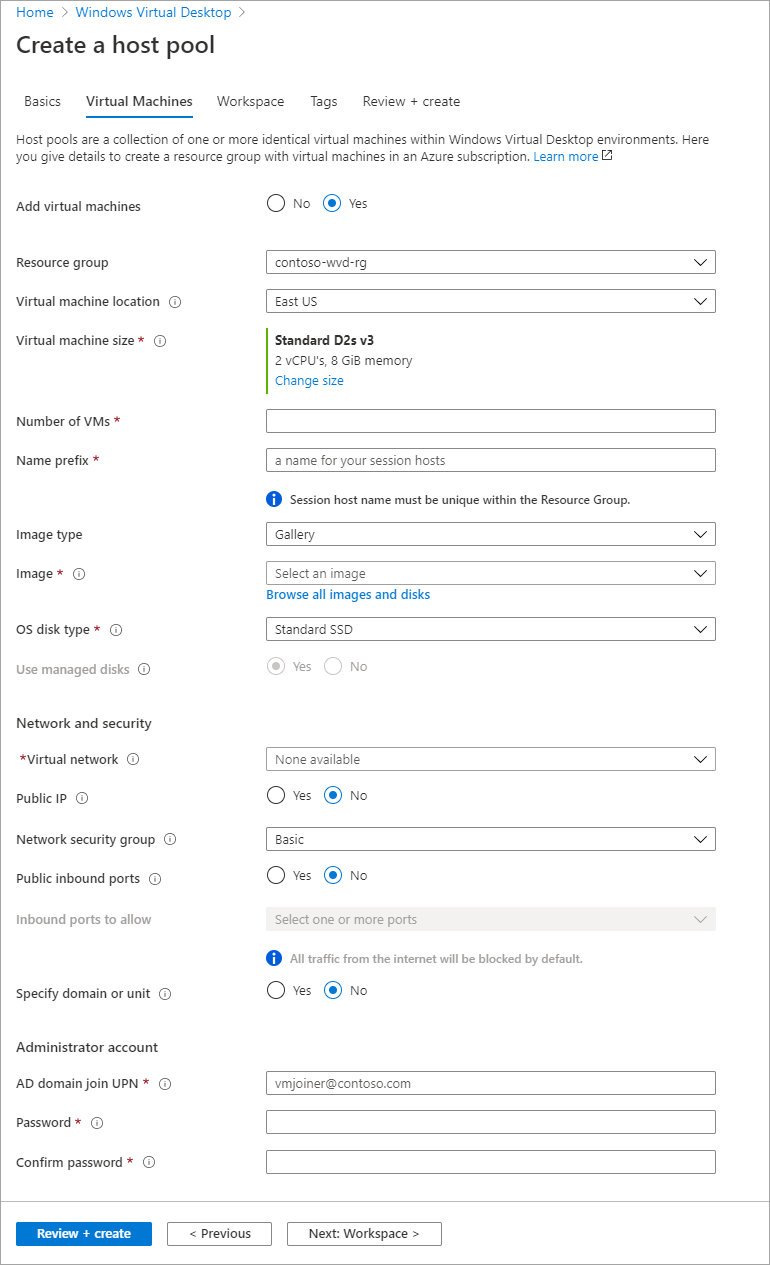 Home > Windows Virtual Desktop >
Create a host pool
Basics Virtual Machines Workspace Tags Review + create
Host pools are a collection of one or more identical virtual machines within Windows Virtual Desktop environments. Here
you give details to create a resource group with virtual machines in an Azure subscription. Learn more
Add virtual machines No Yes
Resource group contoso-wvd-rg
Virtual machine location East US
Virtual machine size * Standard D2s v3
2 vCPU's, 8 GiB memory
Change size
Number of VMs *
Name prefix * a name for your session hosts
Session host name must be unique within the Resource Group.
Image type Gallery
Image * Select an image
Browse all images and disks
OS disk type * Standard SSD
Use managed disks Yes No
Network and security
*Virtual network None available
Public IP Yes No
Network security group Basic
Public inbound ports Yes No
Inbound ports to allow Select one or more ports
All traffic from the internet will be blocked by default.
Specify domain or unit Yes No
Administrator account
AD domain join UPN * vmjoiner@contoso.com
Password *
Confirm password *
Review + create < Previous Next: Workspace >